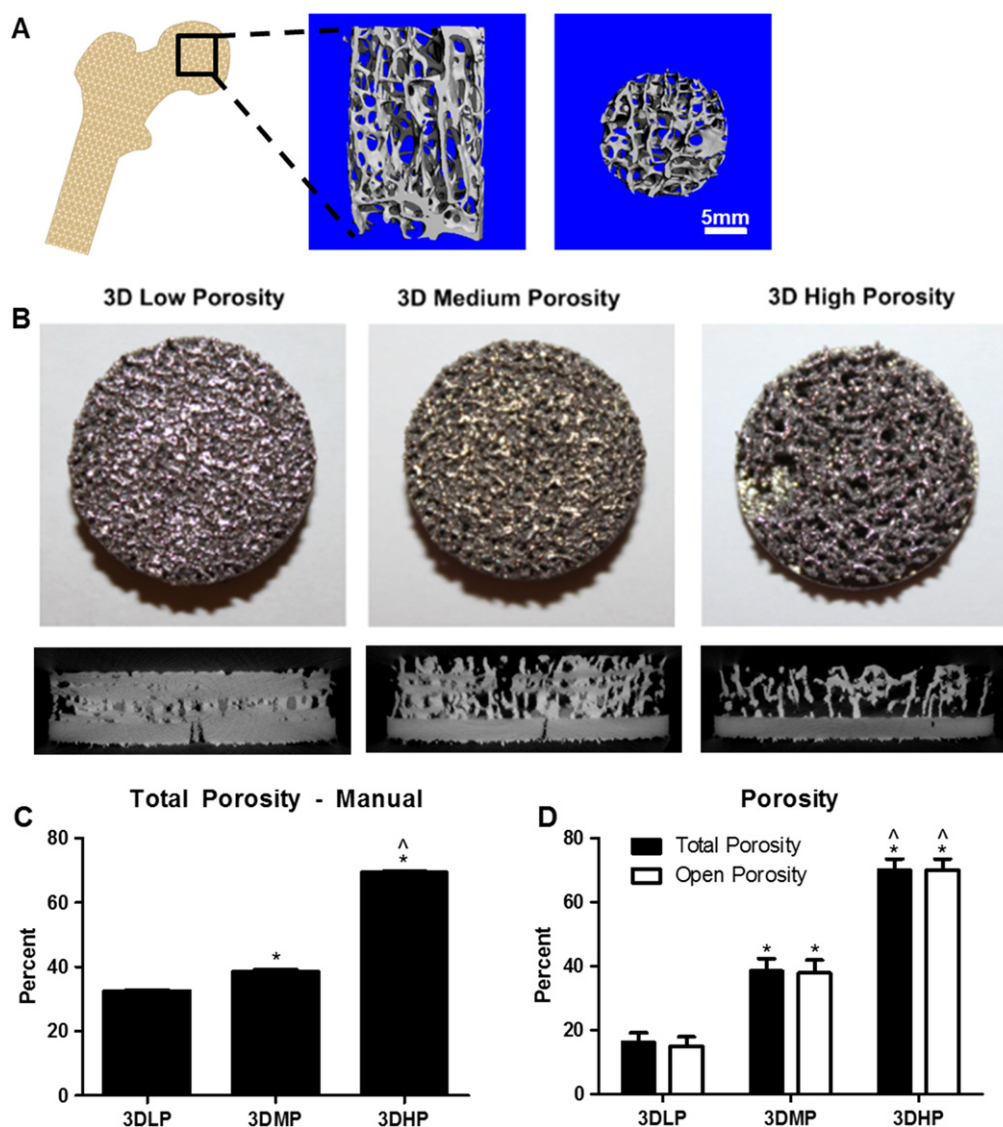 A
5mm
3D Low Porosity
3D Medium Porosity
3D High Porosity
B
C
Total Porosity - Manual
Percent
80
60
40
20
0
*
^
*
3DLP
3DMP
3DHP
D
Porosity
Total Porosity
Open Porosity
Percent
80
60
40
20
0
* *
^ ^
* *
3DLP
3DMP
3DHP